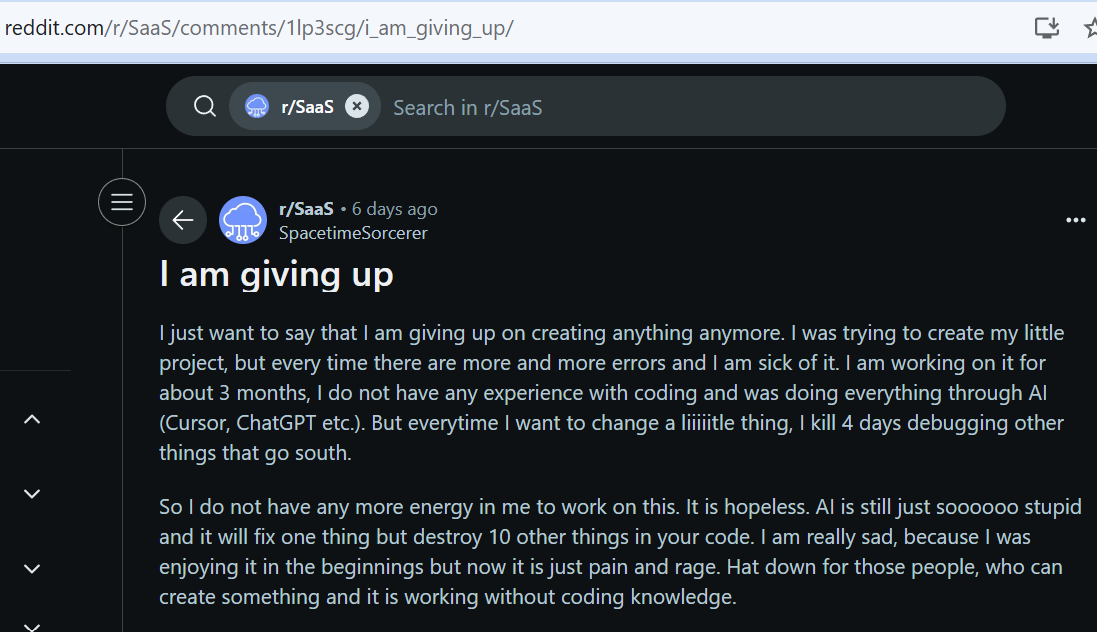 reddit.com/r/SaaS/comments/1lp3scg/i_am_giving_up/
r/SaaS Search in r/SaaS
r/SaaS • 6 days ago
SpacetimeSorcerer
I am giving up
I just want to say that I am giving up on creating anything anymore. I was trying to create my little
project, but every time there are more and more errors and I am sick of it. I am working on it for
about 3 months, I do not have any experience with coding and was doing everything through AI
(Cursor, ChatGPT etc.). But everytime I want to change a liiiiitle thing, I kill 4 days debugging other
things that go south.
So I do not have any more energy in me to work on this. It is hopeless. AI is still just soooooo stupid
and it will fix one thing but destroy 10 other things in your code. I am really sad, because I was
enjoying it in the beginnings but now it is just pain and rage. Hat down for those people, who can
create something and it is working without coding knowledge.